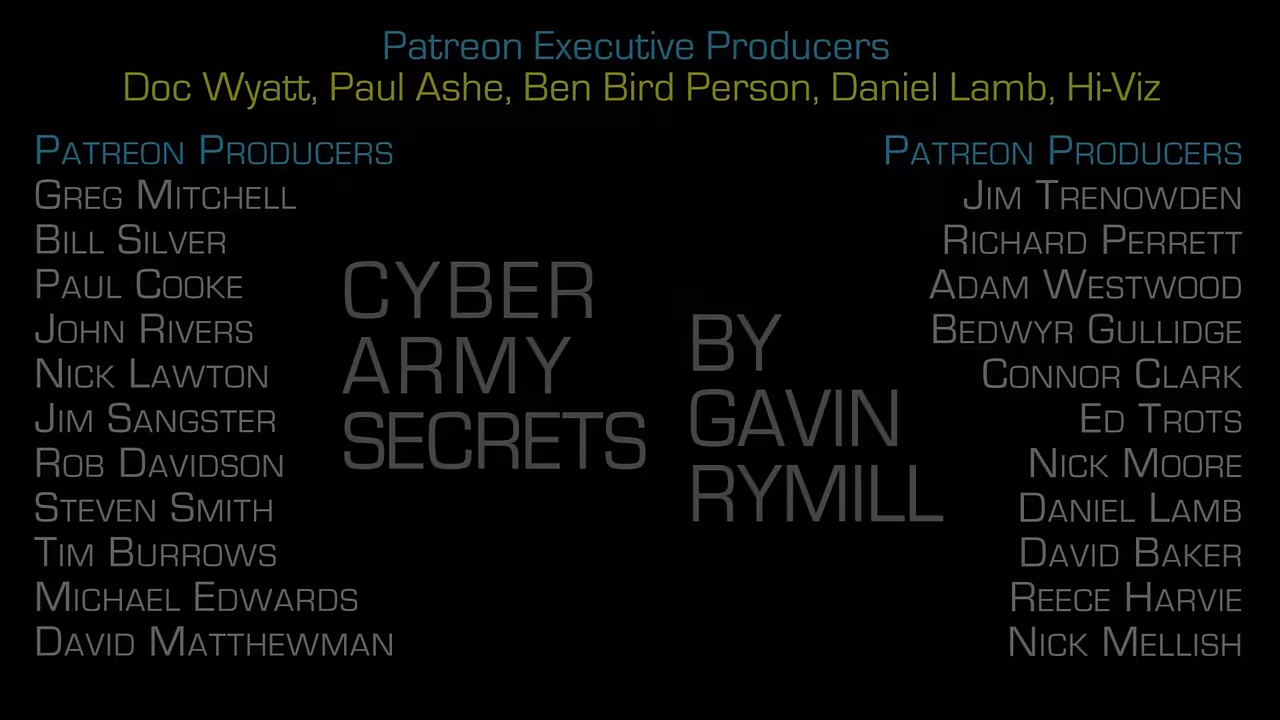 Patreon Executive Producers
Doc Wyatt, Paul Ashe, Ben Bird Person, Daniel Lamb, Hi-Viz
PATREON PRODUCERS
GREG MITCHELL
BILL SILVER
PAUL COOKE
JOHN RIVERS
NICK LAWTON
JIM SANGSTER
ROB DAVIDSON
STEVEN SMITH
TIM BURROWS
MICHAEL EDWARDS
DAVID MATTHEWMAN
CYBER
ARMY
SECRETS
BY
GAVIN
RYMILL
PATREON PRODUCERS
JIM TRENOWDEN
RICHARD PERRETT
ADAM WESTWOOD
BEDWYR GULLIDGE
CONNOR CLARK
ED TROTS
NICK MOORE
DANIEL LAMB
DAVID BAKER
REECE HARVIE
NICK MELLISH